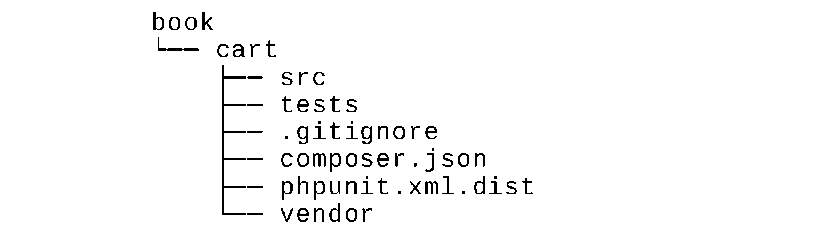 book
└── cart
    ├── src
    ├── tests
    ├── .gitignore
    ├── composer.json
    ├── phpunit.xml.dist
    └── vendor